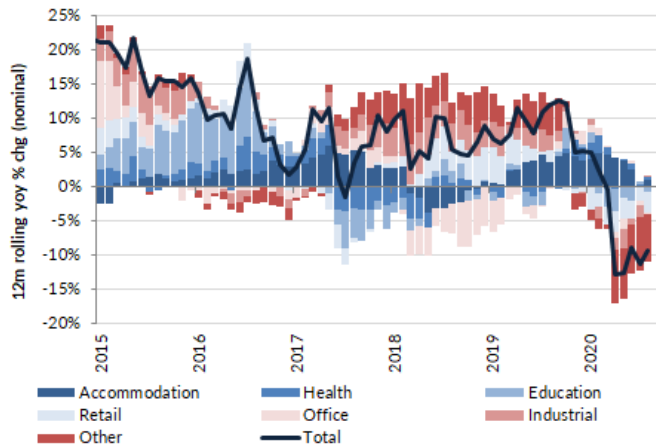 12m rolling yoy % chg (nominal)
25%
20%
15%
10%
5%
0%
-5%
-10%
-15%
-20%
2015
2016
2017
2018
2019
2020
Accommodation
Health
Education
Retail
Office
Industrial
Other
Total